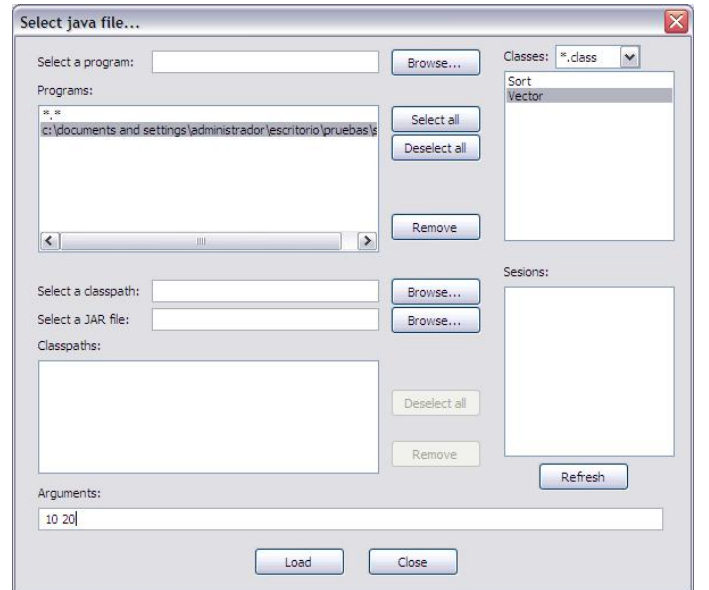 Select java file...
Select a program:
Browse...
Classes:
*.class
Programs:
*.*
c:\documents and settings\administrador\escritorio\pruebas\s
Select all
Deselect all
Remove
Sort
Vector
Select a classpath:
Browse...
Select a JAR file:
Browse...
Classpaths:
Deselect all
Remove
Sesions:
Refresh
Arguments:
10 20
Load
Close